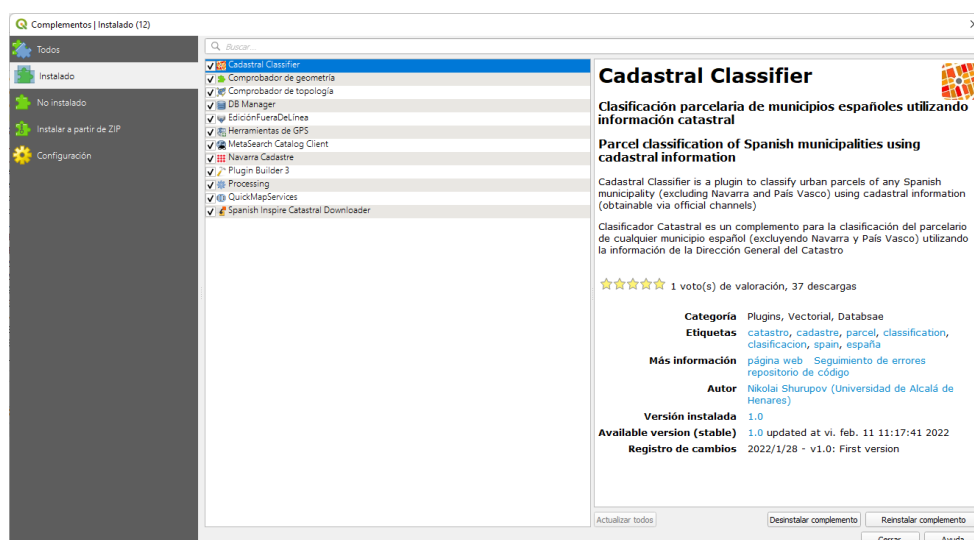 Complementos | Instalado (12)
Todos
Instalado
No instalado
Instalar a partir de ZIP
Configuración
Buscar...
Cadastral Classifier
Comprobador de geometría
Comprobador de topología
DB Manager
EdiciónFueraDeLínea
Herramientas de GPS
MetaSearch Catalog Client
Navarra Cadastre
Plugin Builder 3
Processing
QuickMapServices
Spanish Inspire Catastral Downloader
Cadastral Classifier
Clasificación parcelaria de municipios españoles utilizando
información catastral
Parcel classification of Spanish municipalities using
cadastral information
Cadastral Classifier is a plugin to classify urban parcels of any Spanish
municipality (excluding Navarra and País Vasco) using cadastral information
(obtainable via official channels)
Clasificador Catastral es un complemento para la clasificación del parcelario
de cualquier municipio español (excluyendo Navarra y País Vasco) utilizando
la información de la Dirección General del Catastro
1 voto(s) de valoración, 37 descargas
Categoría Plugins, Vectorial, Databsae
Etiquetas catastro, cadastre, parcel, classification,
clasificacion, spain, españa
Más información página web Seguimiento de errores
repositorio de código
Autor Nikolai Shurupov (Universidad de Alcalá de
Henares)
Versión instalada 1.0
Available version (stable) 1.0 updated at vi. feb. 11 11:17:41 2022
Registro de cambios 2022/1/28 - v1.0: First version
Actualizar todos
Desinstalar complemento
Reinstalar complemento
Cerrar
Ayuda